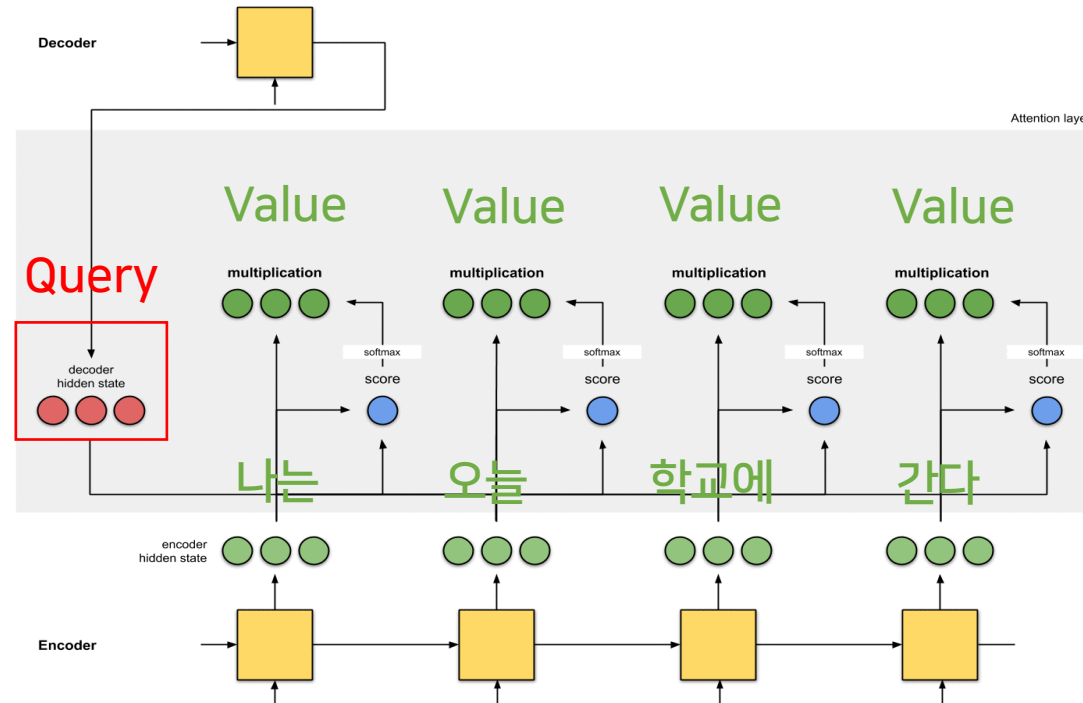 Decoder
Attention laye
Value Value Value Value
Query
multiplication multiplication multiplication multiplication
softmax softmax softmax softmax
decoder
hidden state
score score score score
나는 오늘 학교에 간다
encoder
hidden state
Encoder